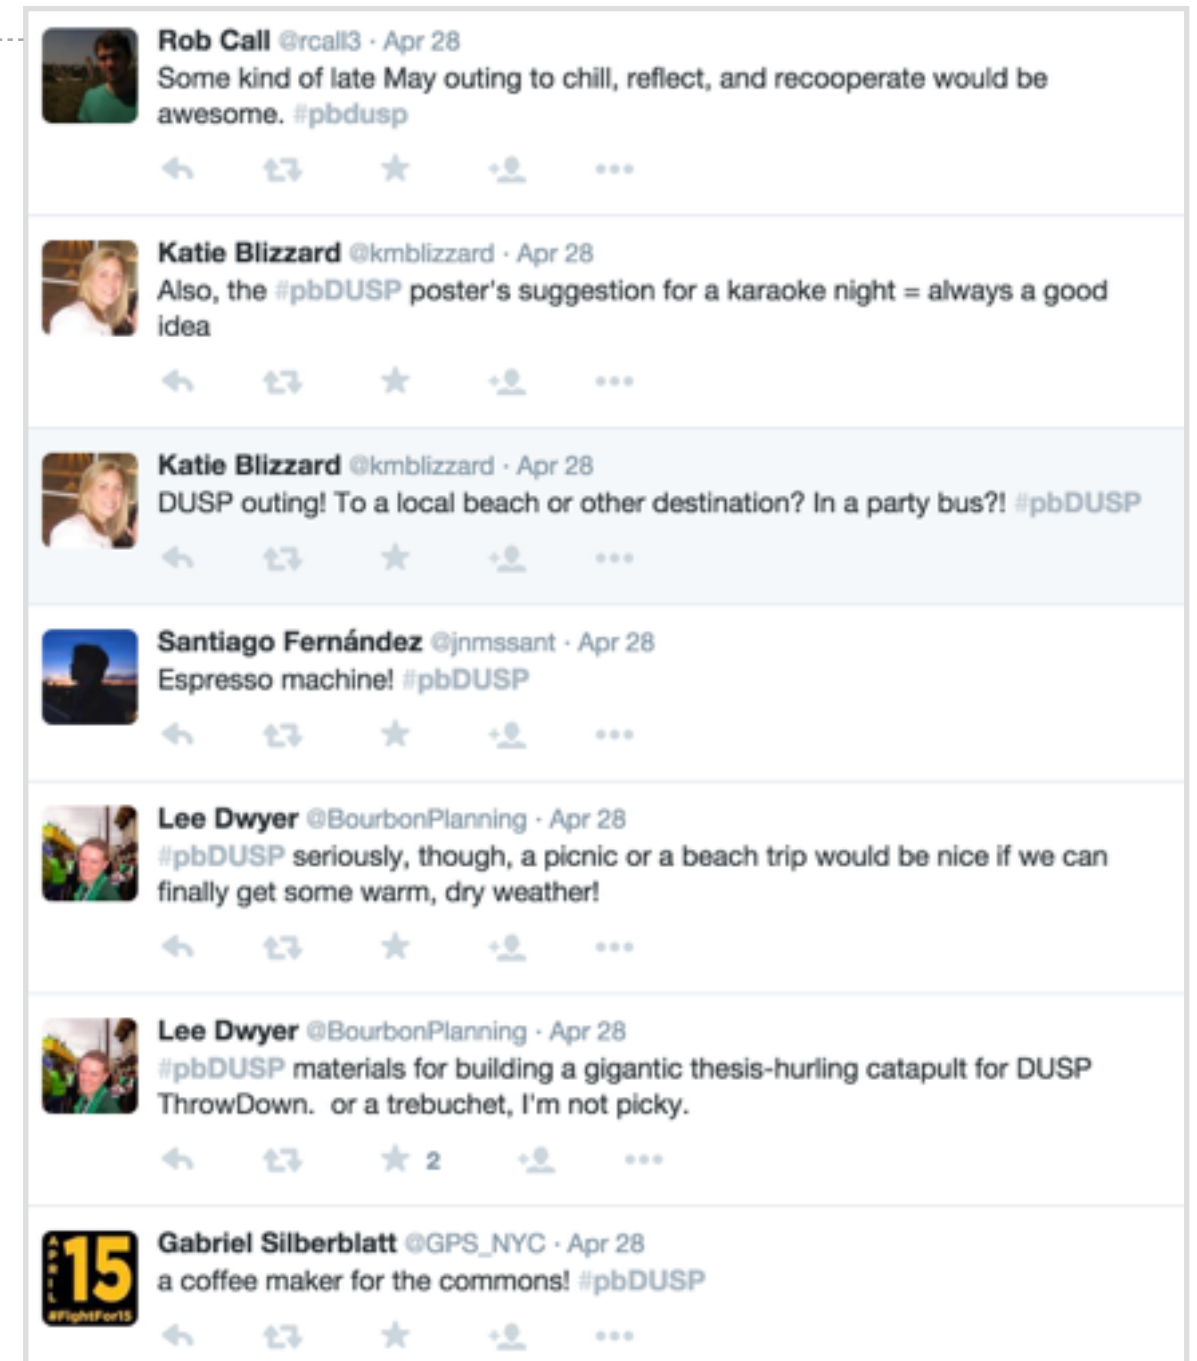 Rob Call @rcall3 · Apr 28
Some kind of late May outing to chill, reflect, and recooperate would be
awesome. #pbdusp
Katie Blizzard @kmblizzard · Apr 28
Also, the #pbDUSP poster's suggestion for a karaoke night = always a good
idea
Katie Blizzard @kmblizzard · Apr 28
DUSP outing! To a local beach or other destination? In a party bus?! #pbDUSP
Santiago Fernández @jnmssant · Apr 28
Espresso machine! #pbDUSP
Lee Dwyer @BourbonPlanning · Apr 28
#pbDUSP seriously, though, a picnic or a beach trip would be nice if we can
finally get some warm, dry weather!
Lee Dwyer @BourbonPlanning · Apr 28
#pbDUSP materials for building a gigantic thesis-hurling catapult for DUSP
ThrowDown.  or a trebuchet, I'm not picky.
2
APRIL
15
#FightFor15
Gabriel Silberblatt @GPS_NYC · Apr 28
a coffee maker for the commons! #pbDUSP